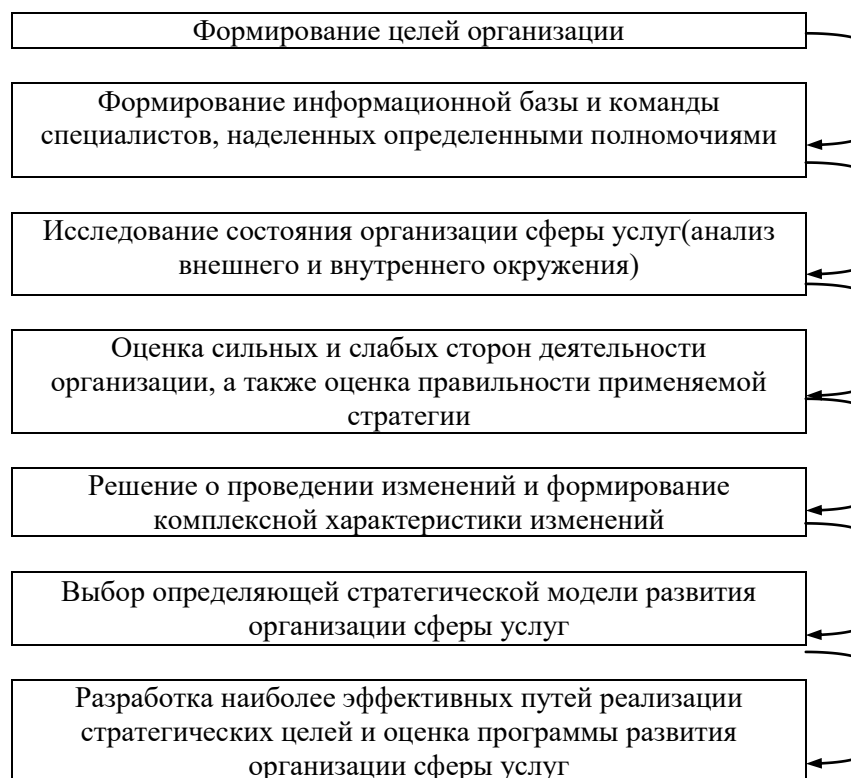 Формирование целей организации
Формирование информационной базы и команды
специалистов, наделенных определенными полномочиями
Исследование состояния организации сферы услуг(анализ
внешнего и внутреннего окружения)
Оценка сильных и слабых сторон деятельности
организации, а также оценка правильности применяемой
стратегии
Решение о проведении изменений и формирование
комплексной характеристики изменений
Выбор определяющей стратегической модели развития
организации сферы услуг
Разработка наиболее эффективных путей реализации
стратегических целей и оценка программы развития
организации сферы услуг